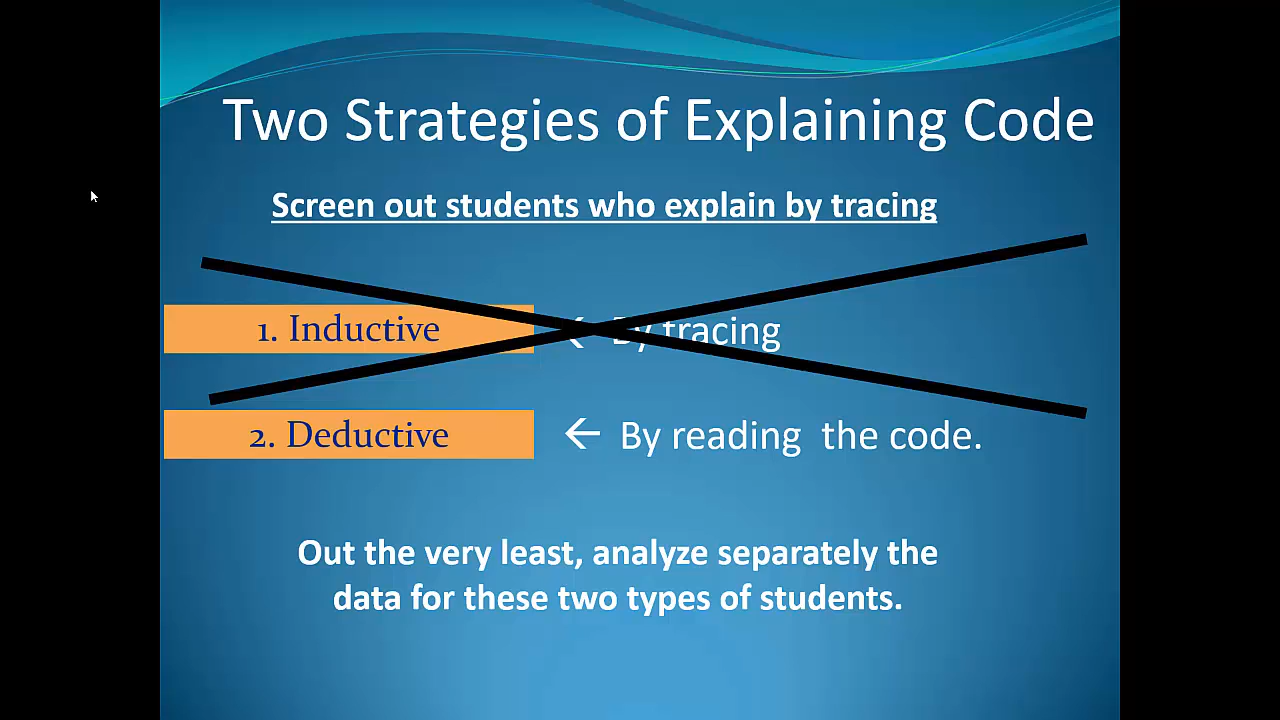 Two Strategies of Explaining Code
Screen out students who explain by tracing
1. Inductive ← By tracing
2. Deductive ← By reading the code.
Out the very least, analyze separately the
data for these two types of students.